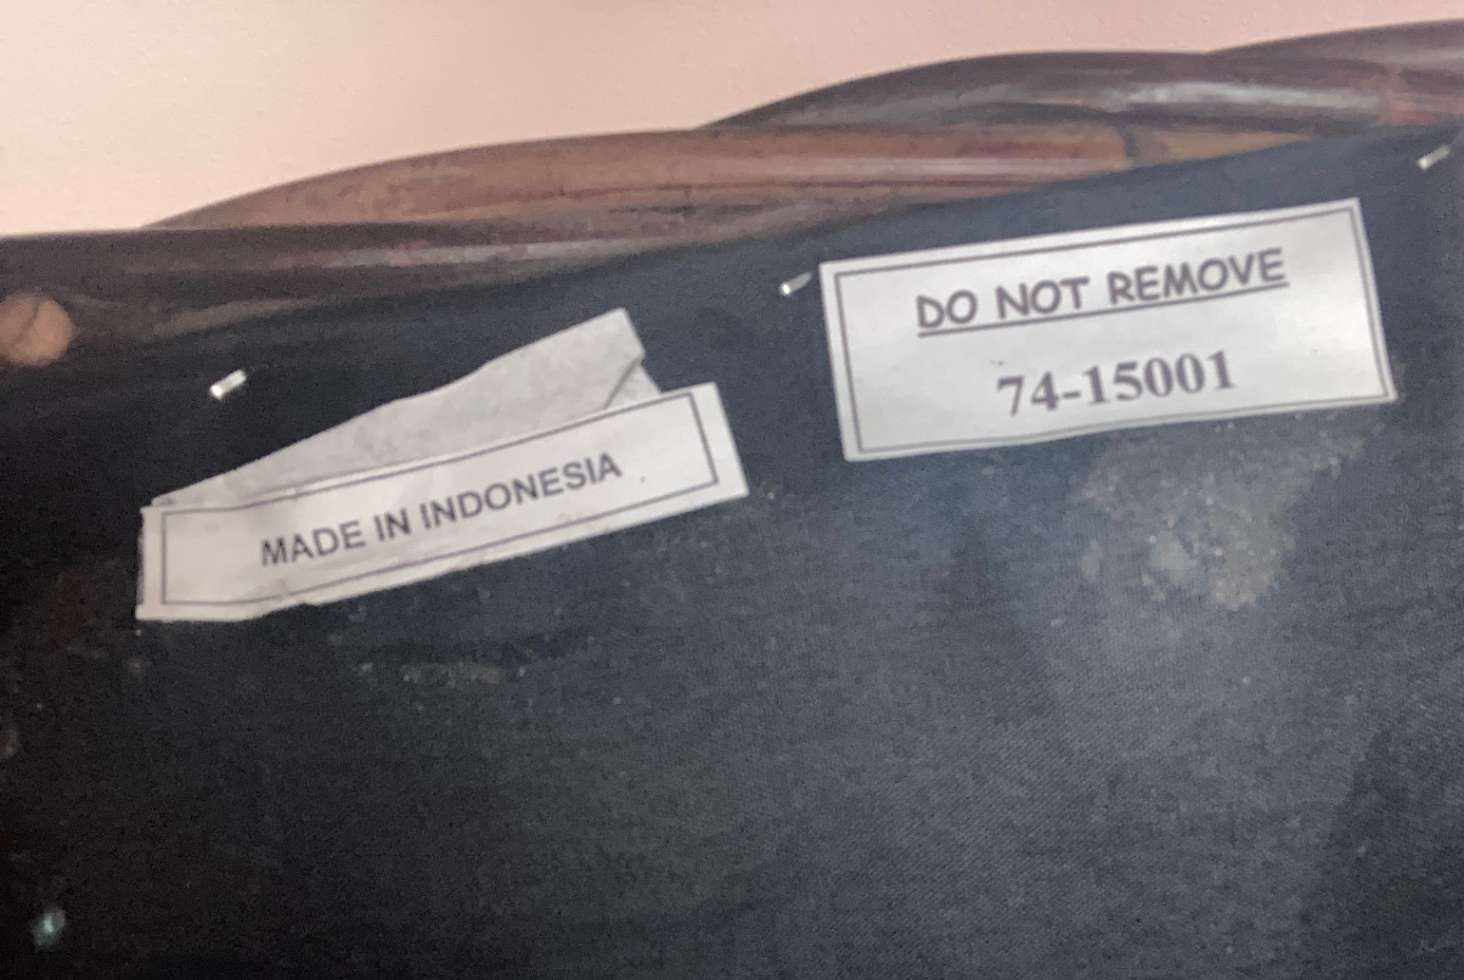 MADE IN INDONESIA
DO NOT REMOVE
74-15001